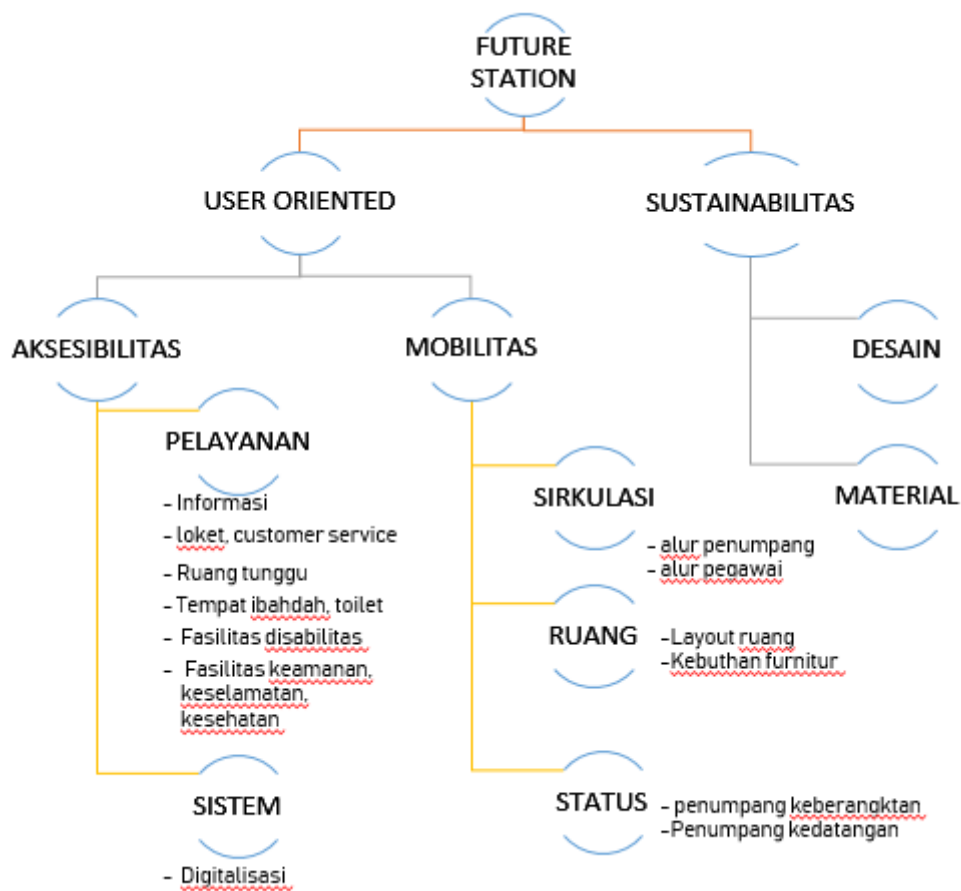 FUTURE
STATION
USER ORIENTED
SUSTAINABILITAS
AKSESIBILITAS
MOBILITAS
DESAIN
PELAYANAN
- Informasi
- loket, customer service
- Ruang tunggu
- Tempat ibahdah, toilet
- Fasilitas disabilitas
- Fasilitas keamanan,
keselamatan,
kesehatan
SISTEM
- Digitalisasi
SIRKULASI
- alur penumpang
- alur pegawai
RUANG
-Layout ruang
-Kebuthan furnitur
STATUS
- penumpang keberangktan
-Penumpang kedatangan
MATERIAL